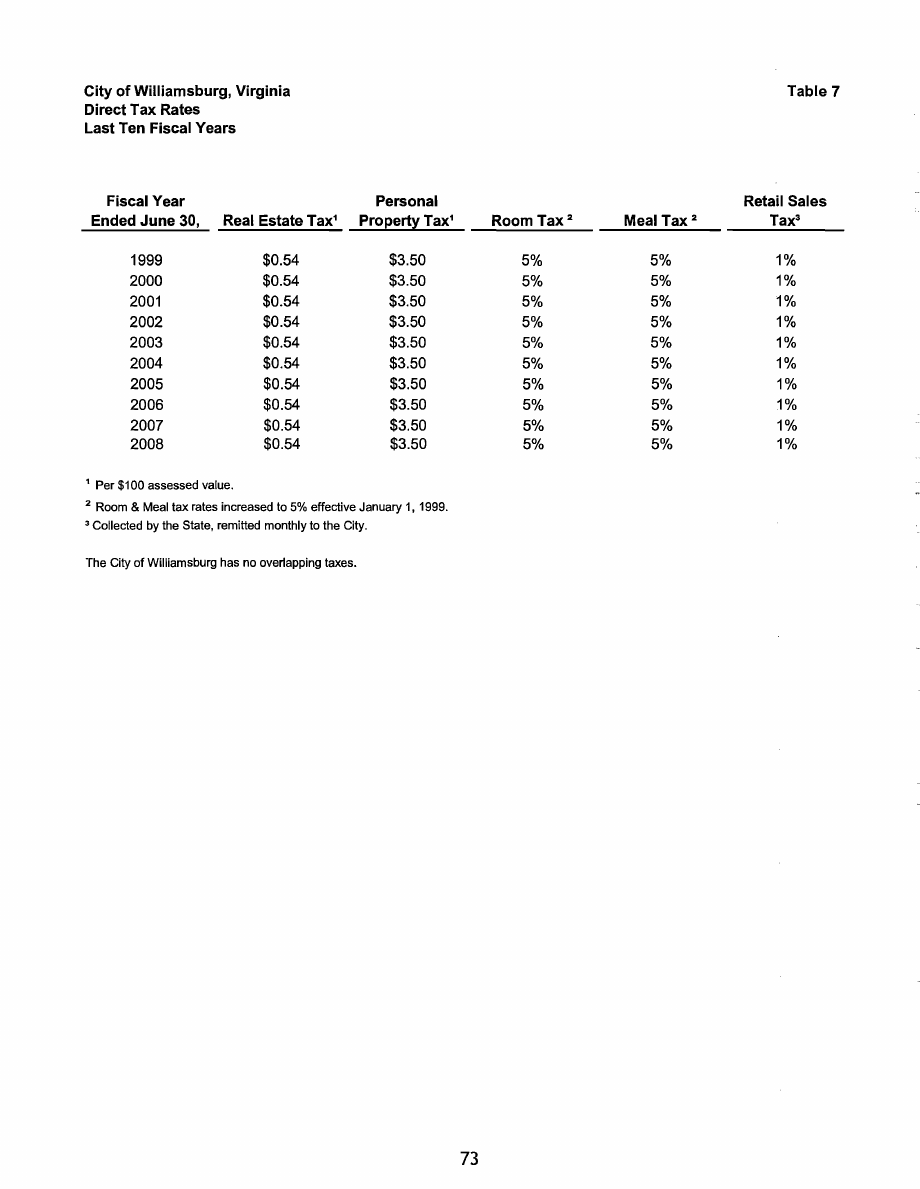 City of Williamsburg, Virginia Table 7
Direct Tax Rates
Last Ten Fiscal Years
Fiscal Year Personal Retail Sales
Ended June 30, Real Estate Tax¹ Property Tax¹ Room Tax ² Meal Tax ² Tax³
1999 $0.54 $3.50 5% 5% 1%
2000 $0.54 $3.50 5% 5% 1%
2001 $0.54 $3.50 5% 5% 1%
2002 $0.54 $3.50 5% 5% 1%
2003 $0.54 $3.50 5% 5% 1%
2004 $0.54 $3.50 5% 5% 1%
2005 $0.54 $3.50 5% 5% 1%
2006 $0.54 $3.50 5% 5% 1%
2007 $0.54 $3.50 5% 5% 1%
2008 $0.54 $3.50 5% 5% 1%
¹ Per $100 assessed value.
² Room & Meal tax rates increased to 5% effective January 1, 1999.
³ Collected by the State, remitted monthly to the City.
The City of Williamsburg has no overlapping taxes.
73